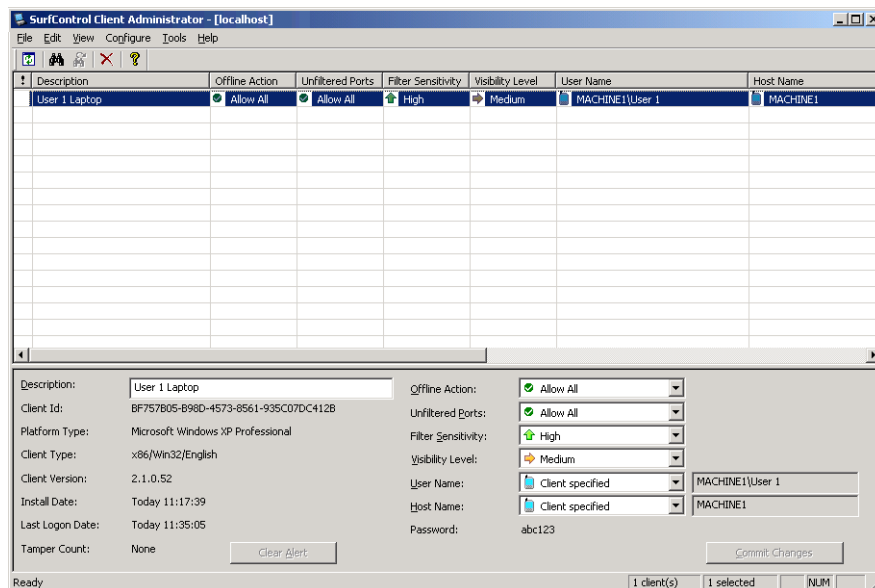 SurfControl Client Administrator - [localhost]
File Edit View Configure Tools Help
! Description Offline Action Unfiltered Ports Filter Sensitivity Visibility Level User Name Host Name
User 1 Laptop Allow All Allow All High Medium MACHINE1\User 1 MACHINE1
Description: User 1 Laptop Offline Action: Allow All
Client Id: BF757B05-B98D-4573-8561-935C07DC412B Unfiltered Ports: Allow All
Platform Type: Microsoft Windows XP Professional Filter Sensitivity: High
Client Type: x86/Win32/English Visibility Level: Medium
Client Version: 2.1.0.52 User Name: Client specified MACHINE1\User 1
Install Date: Today 11:17:39 Host Name: Client specified MACHINE1
Last Logon Date: Today 11:35:05 Password: abc123
Tamper Count: None Clear Alert Commit Changes
Ready 1 client(s) 1 selected NUM